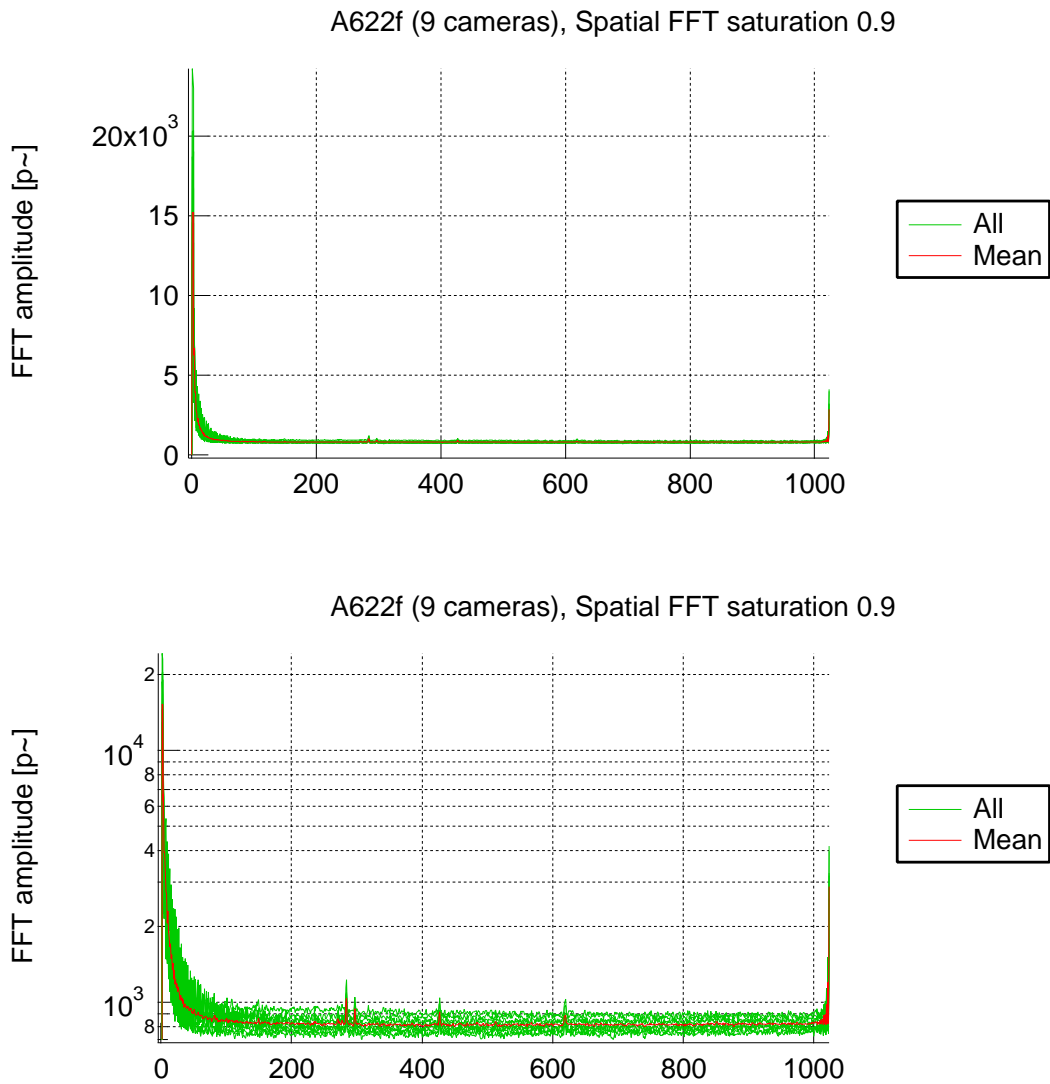 A622f (9 cameras), Spatial FFT saturation 0.9
FFT amplitude [p~]
20x10³
15
10
5
0
0 200 400 600 800 1000
All
Mean
A622f (9 cameras), Spatial FFT saturation 0.9
FFT amplitude [p~]
2
10⁴
8
6
4
2
10³
8
0 200 400 600 800 1000
All
Mean